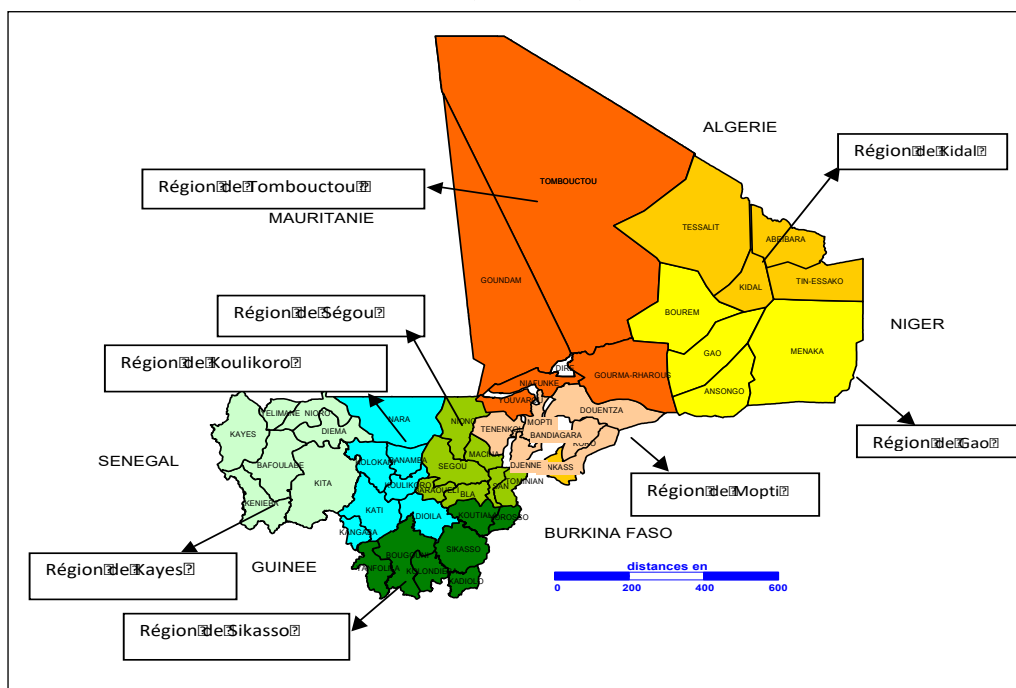 ALGERIE
Région de Kidal
Région de Tombouctou
TOMBOUCTOU
MAURITANIE
TESSALIT
ABEIBARA
GOUNDAM
KIDAL
TIN-ESSAKO
Région de Ségou
BOUREM
NIGER
Région de Koulikoro
GAO
MENAKA
DIRE
NIAFUNKE
GOURMA-RHAROUS
ANSONGO
YELIMANE
NIORO
NARA
YOUVAROU
DOUENTZA
KAYES
DIEMA
NIONO
TENENKOU
MOPTI
BANDIAGARA
KORO
Région de Gao
SENEGAL
BAFOULABE
KOLOKANI
BANAMBA
SEGOU
MACINA
DJENNE
NKASS
KITA
KOULIKORO
BARAOUELI
BLA
SAN
TOMINIAN
Région de Mopti
KENIEBA
KATI
DIOILA
KOUTIALA
YOROSSO
KANGABA
BURKINA FASO
GUINEE
BOUGOUNI
SIKASSO
Région de Kayes
YANFOLILA
KOLONDIEBA
KADIOLO
distances en
0 200 400 600
Région de Sikasso